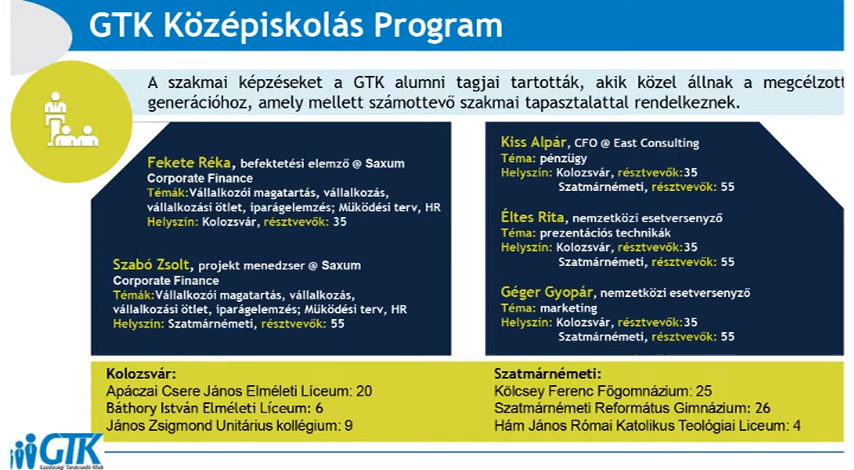 GTK Középiskolás Program
A szakmai képzéseket a GTK alumni tagjai tartották, akik közel állnak a megcélzott
generációhoz, amely mellett számottevő szakmai tapasztalattal rendelkeznek.
Fekete Réka, befektetési elemző @ Saxum
Corporate Finance
Témák:Vállalkozói magatartás, vállalkozás,
vállalkozási ötlet, iparágelemzés; Müködési terv, HR
Helyszín: Kolozsvár, résztvevők: 35
Szabó Zsolt, projekt menedzser @ Saxum
Corporate Finance
Témák:Vállalkozói magatartás, vállalkozás,
vállalkozási ötlet, iparágelemzés; Müködési terv, HR
Helyszín: Szatmárnémeti, résztvevők: 55
Kiss Alpár, CFO @ East Consulting
Téma: pénzügy
Helyszín: Kolozsvár, résztvevők:35
Szatmárnémeti, résztvevők: 55
Éltes Rita, nemzetközi esetversenyző
Téma: prezentációs technikák
Helyszín: Kolozsvár, résztvevők:35
Szatmárnémeti, résztvevők: 55
Géger Gyopár, nemzetközi esetversenyző
Téma: marketing
Helyszín: Kolozsvár, résztvevők:35
Szatmárnémeti, résztvevők: 55
Kolozsvár:
Apáczai Csere János Elméleti Líceum: 20
Báthory István Elméleti Líceum: 6
János Zsigmond Unitárius kollégium: 9
Szatmárnémeti:
Kölcsey Ferenc Főgomnázium: 25
Szatmárnémeti Református Gimnázium: 26
Hám János Római Katolikus Teológiai Liceum: 4
GTK
Gazdasági Tanácsadó Klub